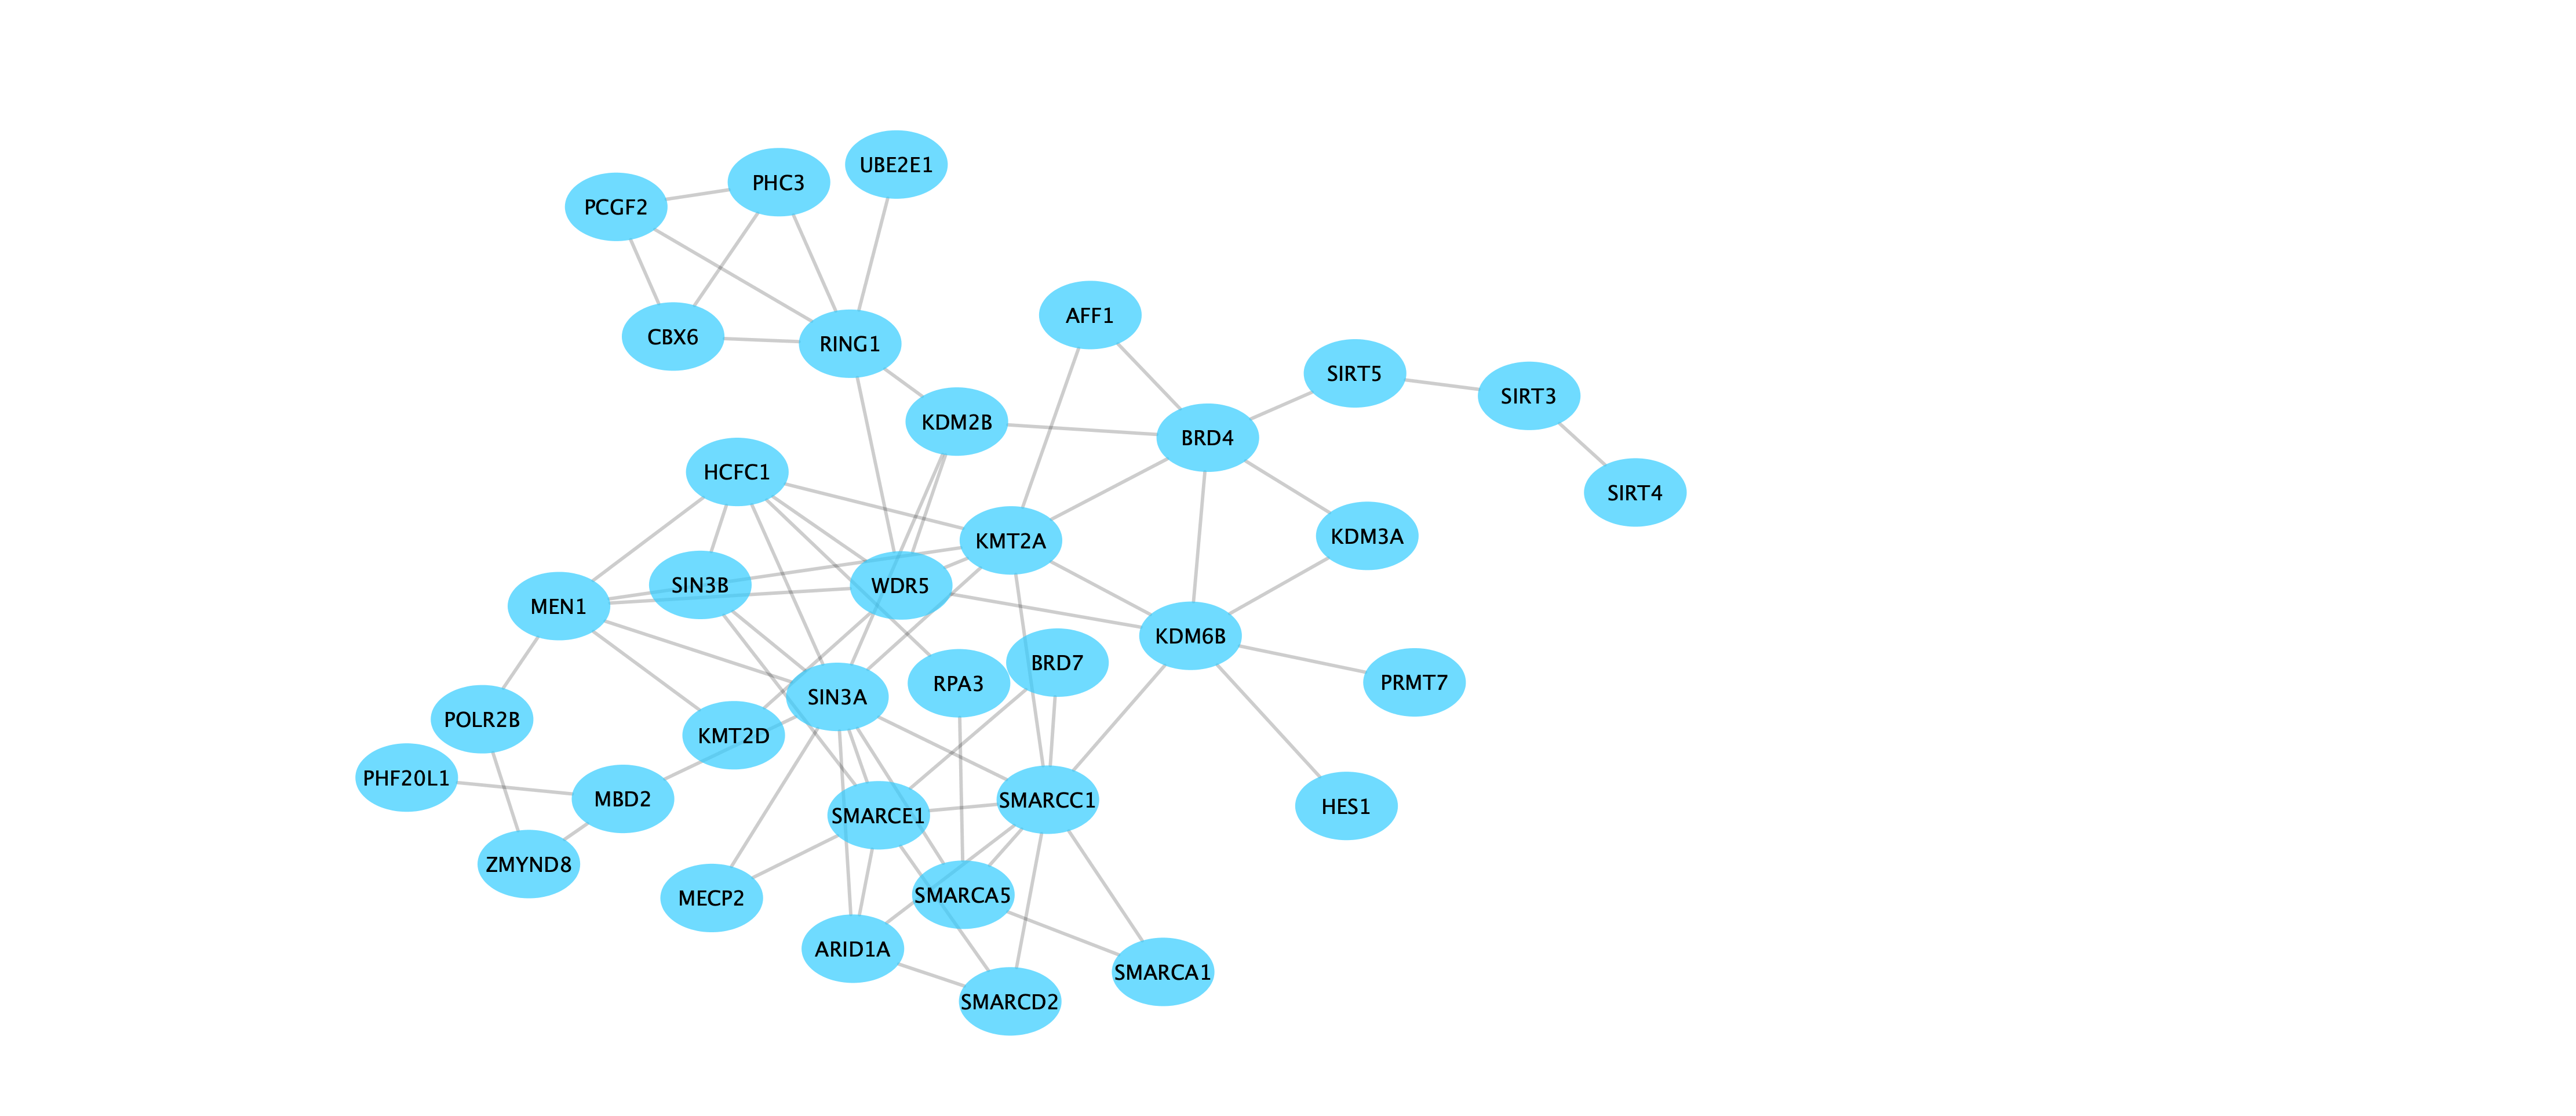 UBE2E1
PHC3
PCGF2
AFF1
CBX6
RING1
SIRT5
SIRT3
KDM2B
BRD4
HCFC1
SIRT4
KMT2A
KDM3A
SIN3B
WDR5
MEN1
KDM6B
BRD7
RPA3
PRMT7
SIN3A
POLR2B
KMT2D
PHF20L1
MBD2
SMARCC1
HES1
SMARCE1
ZMYND8
MECP2
SMARCA5
ARID1A
SMARCA1
SMARCD2